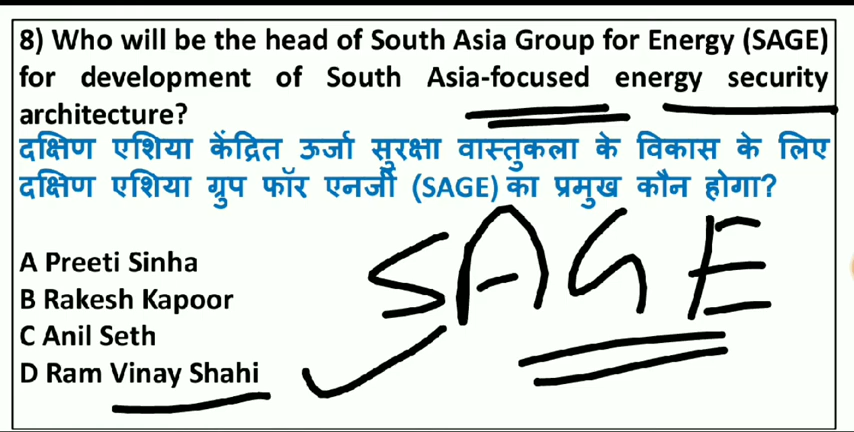 8) Who will be the head of South Asia Group for Energy (SAGE)
for development of South Asia-focused energy security
architecture?
दक्षिण एशिया केंद्रित ऊर्जा सुरक्षा वास्तुकला के विकास के लिए
दक्षिण एशिया ग्रुप फॉर एनर्जी (SAGE) का प्रमुख कौन होगा?
A Preeti Sinha
B Rakesh Kapoor
C Anil Seth
D Ram Vinay Shahi
SAGE